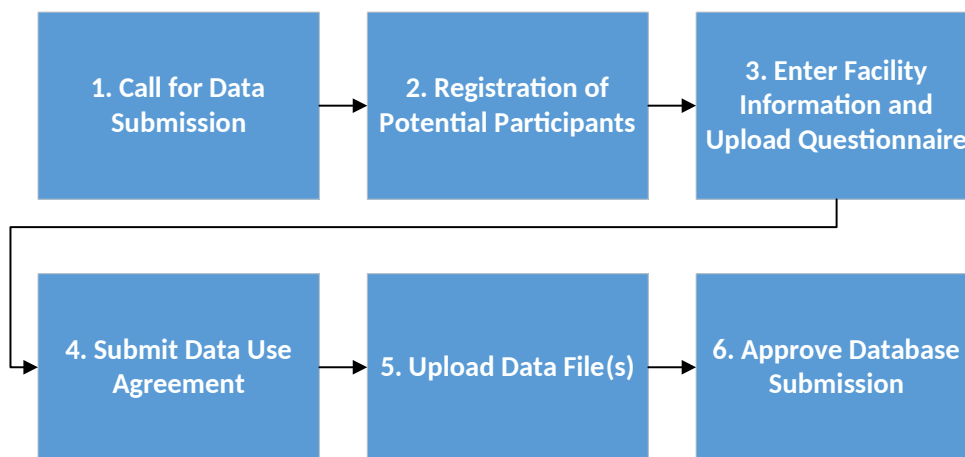 1. Call for Data
Submission
2. Registration of
Potential Participants
3. Enter Facility
Information and
Upload Questionnaire
4. Submit Data Use
Agreement
5. Upload Data File(s)
6. Approve Database
Submission